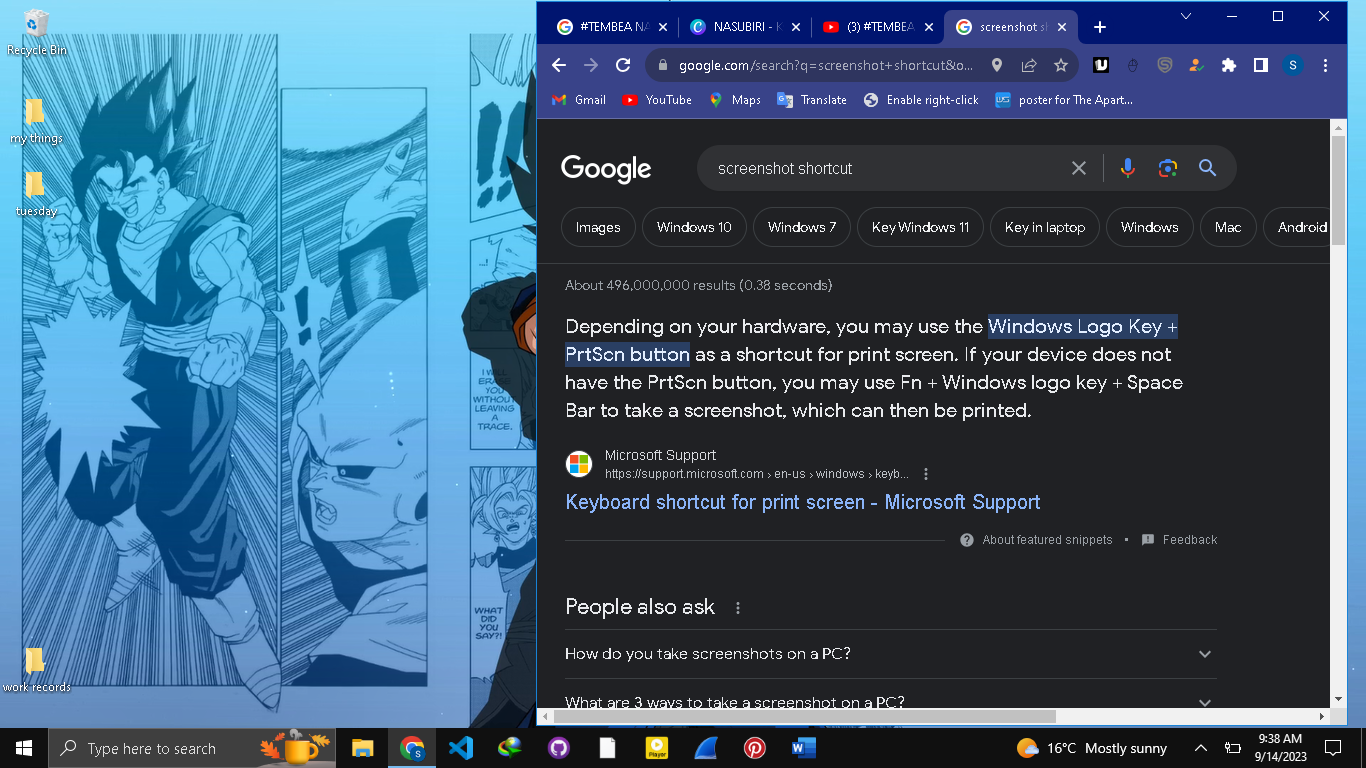 Recycle Bin
my things
tuesday
work records
I WILL
ERASE
YOU
WITHOUT
LEAVING
A
TRACE.
...!
!!
WHAT
DID
YOU
SAY?!
#TEMBEA NA
NASUBIRI - K
(3) #TEMBEA
screenshot sh
google.com/search?q=screenshot+shortcut&o...
S
Gmail
YouTube
Maps
Translate
Enable right-click
poster for The Apart...
Google
screenshot shortcut
Images
Windows 10
Windows 7
Key Windows 11
Key in laptop
Windows
Mac
Android
About 496,000,000 results (0.38 seconds)
Depending on your hardware, you may use the Windows Logo Key +
PrtScn button as a shortcut for print screen. If your device does not
have the PrtScn button, you may use Fn + Windows logo key + Space
Bar to take a screenshot, which can then be printed.
Microsoft Support
https://support.microsoft.com › en-us › windows › keyb...
Keyboard shortcut for print screen - Microsoft Support
About featured snippets • Feedback
People also ask
How do you take screenshots on a PC?
What are 3 ways to take a screenshot on a PC?
Type here to search
S
Player
16°C Mostly sunny
9:38 AM
9/14/2023